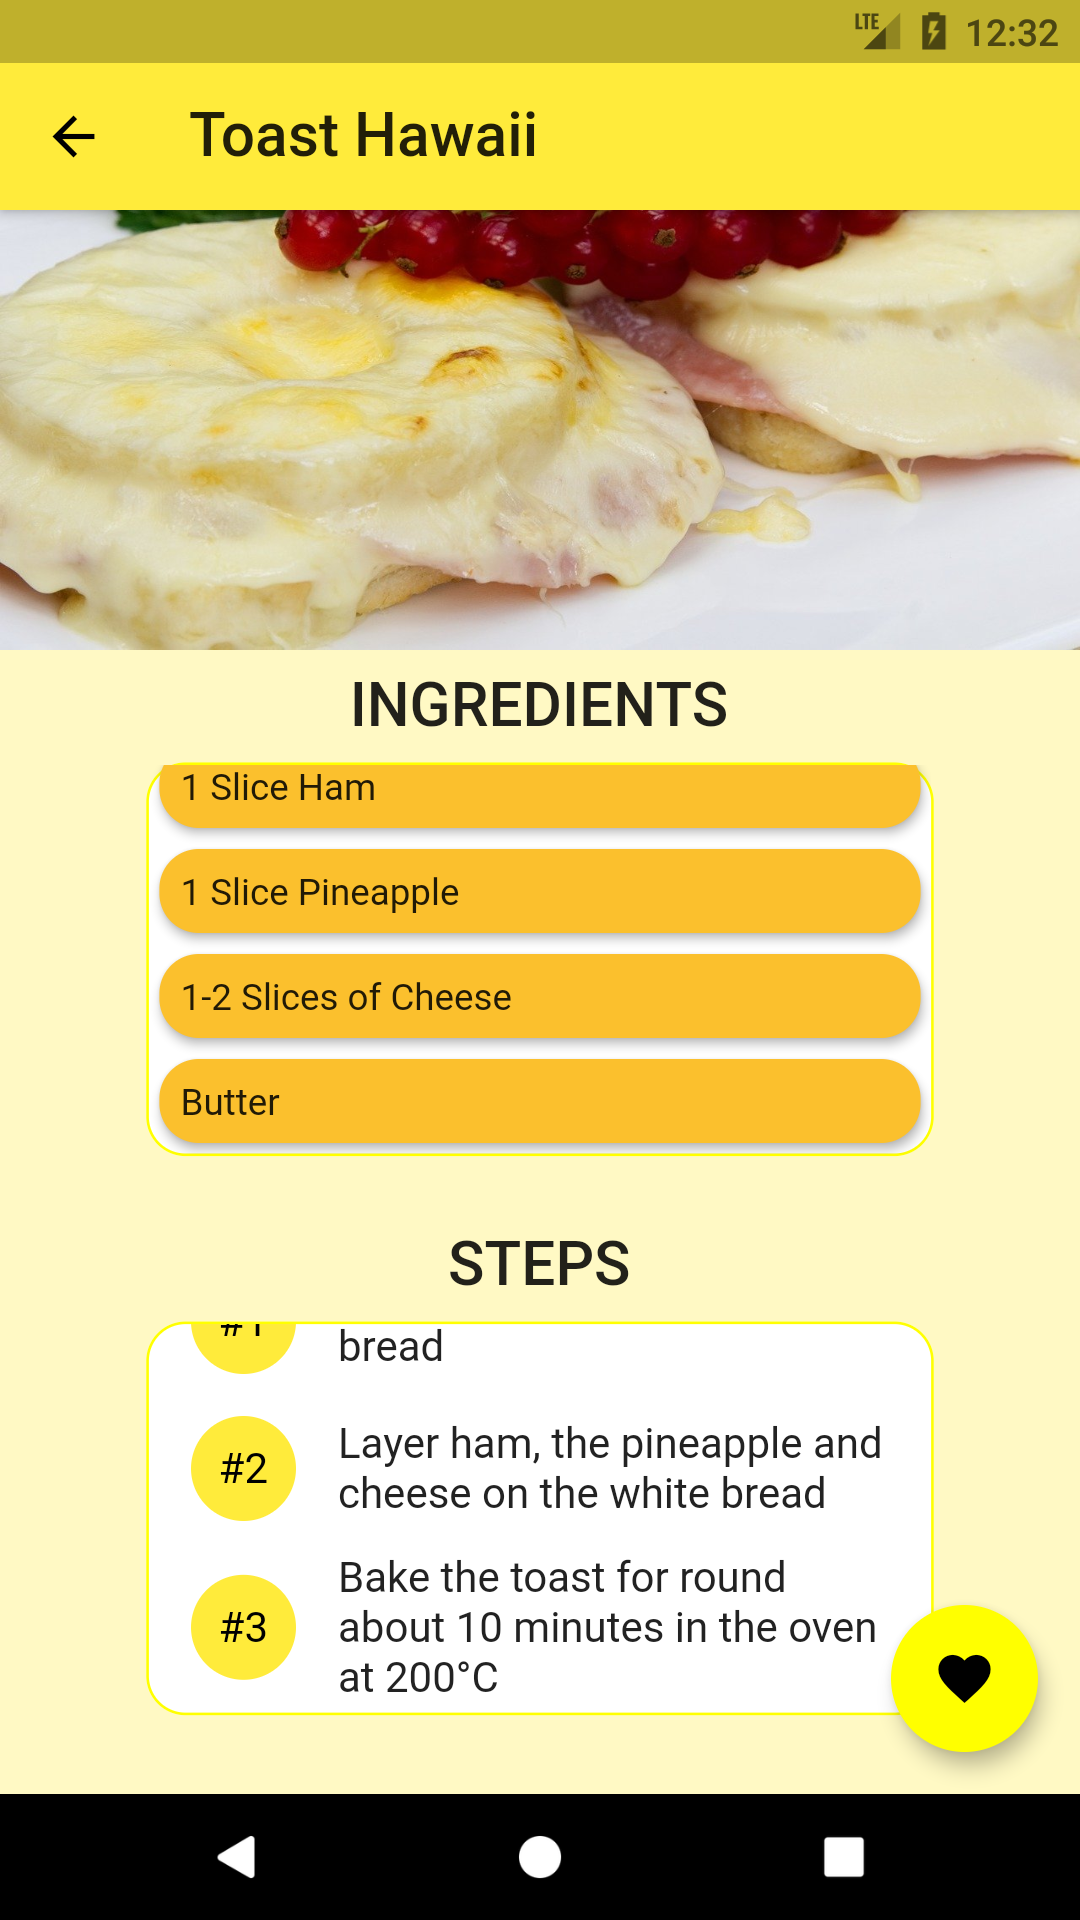 LTE 12:32
Toast Hawaii
INGREDIENTS
1 Slice Ham
1 Slice Pineapple
1-2 Slices of Cheese
Butter
STEPS
#1 bread
#2 Layer ham, the pineapple and
cheese on the white bread
Bake the toast for round
#3 about 10 minutes in the oven
at 200°C